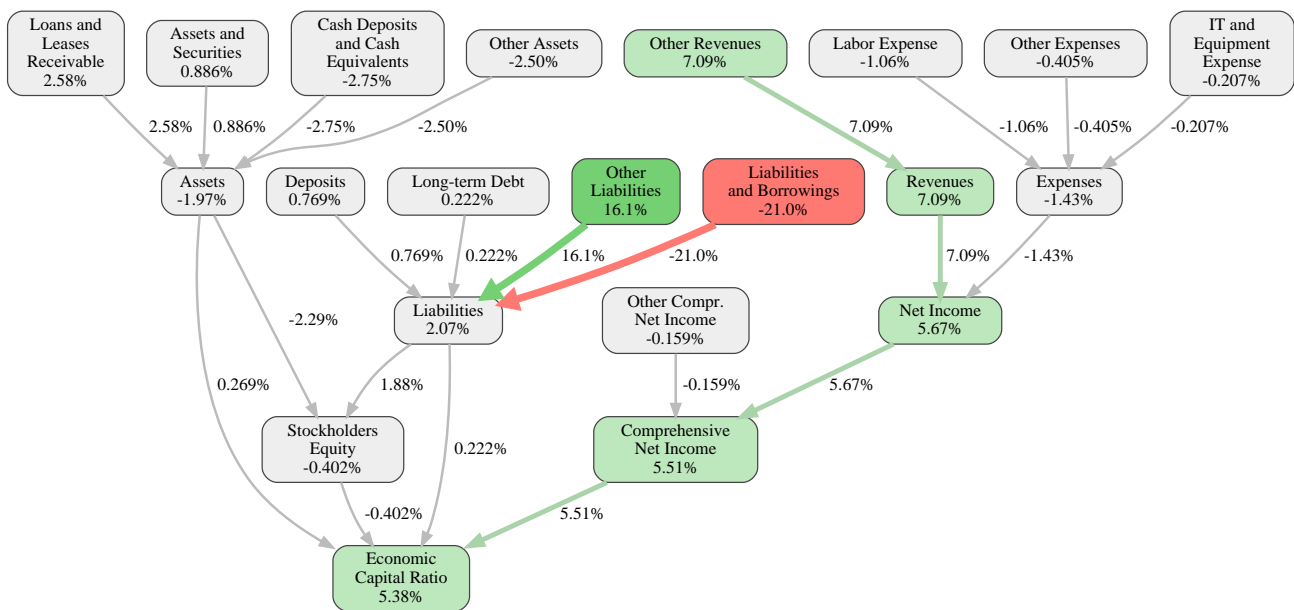 Loans and
Leases
Receivable
2.58%
Assets and
Securities
0.886%
Cash Deposits
and Cash
Equivalents
-2.75%
Other Assets
-2.50%
Other Revenues
7.09%
Labor Expense
-1.06%
Other Expenses
-0.405%
IT and
Equipment
Expense
-0.207%
2.58%
0.886%
-2.75%
-2.50%
7.09%
-1.06%
-0.405%
-0.207%
Assets
-1.97%
Deposits
0.769%
Long-term Debt
0.222%
Other
Liabilities
16.1%
Liabilities
and Borrowings
-21.0%
Revenues
7.09%
Expenses
-1.43%
0.769%
0.222%
16.1%
-21.0%
7.09%
-1.43%
-2.29%
Liabilities
2.07%
Other Compr.
Net Income
-0.159%
Net Income
5.67%
0.269%
1.88%
-0.159%
5.67%
Stockholders
Equity
-0.402%
0.222%
Comprehensive
Net Income
5.51%
-0.402%
5.51%
Economic
Capital Ratio
5.38%